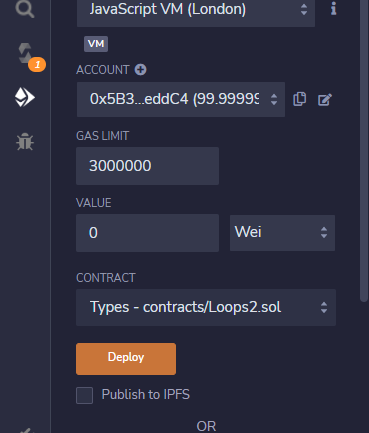 JavaScript VM (London)
VM
1
ACCOUNT
0x5B3...eddC4 (99.99999
GAS LIMIT
3000000
VALUE
0
Wei
CONTRACT
Types - contracts/Loops2.sol
Deploy
Publish to IPFS
OR